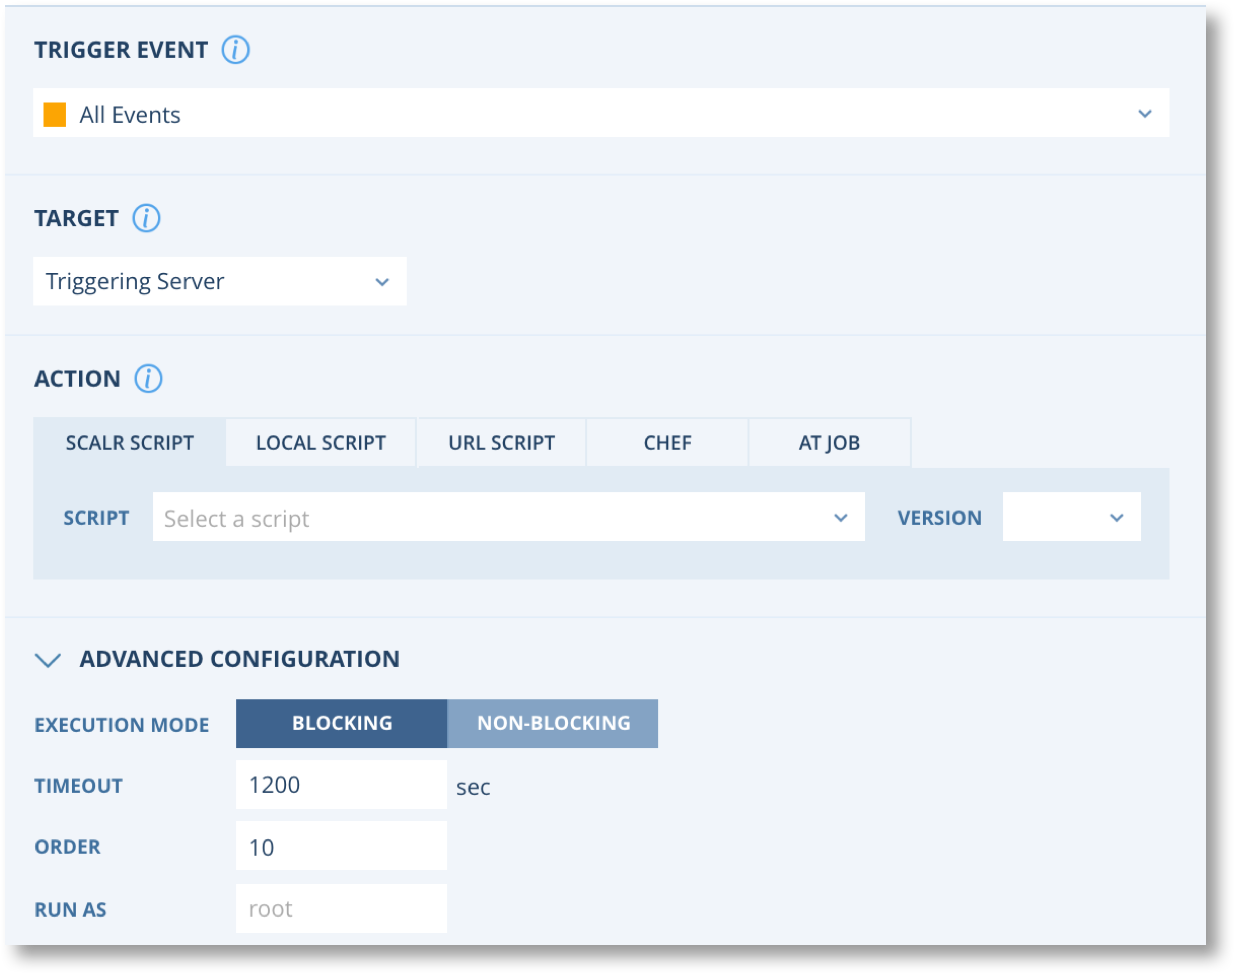 TRIGGER EVENT i
All Events
TARGET i
Triggering Server
ACTION i
SCALR SCRIPT LOCAL SCRIPT URL SCRIPT CHEF AT JOB
SCRIPT Select a script VERSION
ADVANCED CONFIGURATION
EXECUTION MODE BLOCKING NON-BLOCKING
TIMEOUT 1200 sec
ORDER 10
RUN AS root